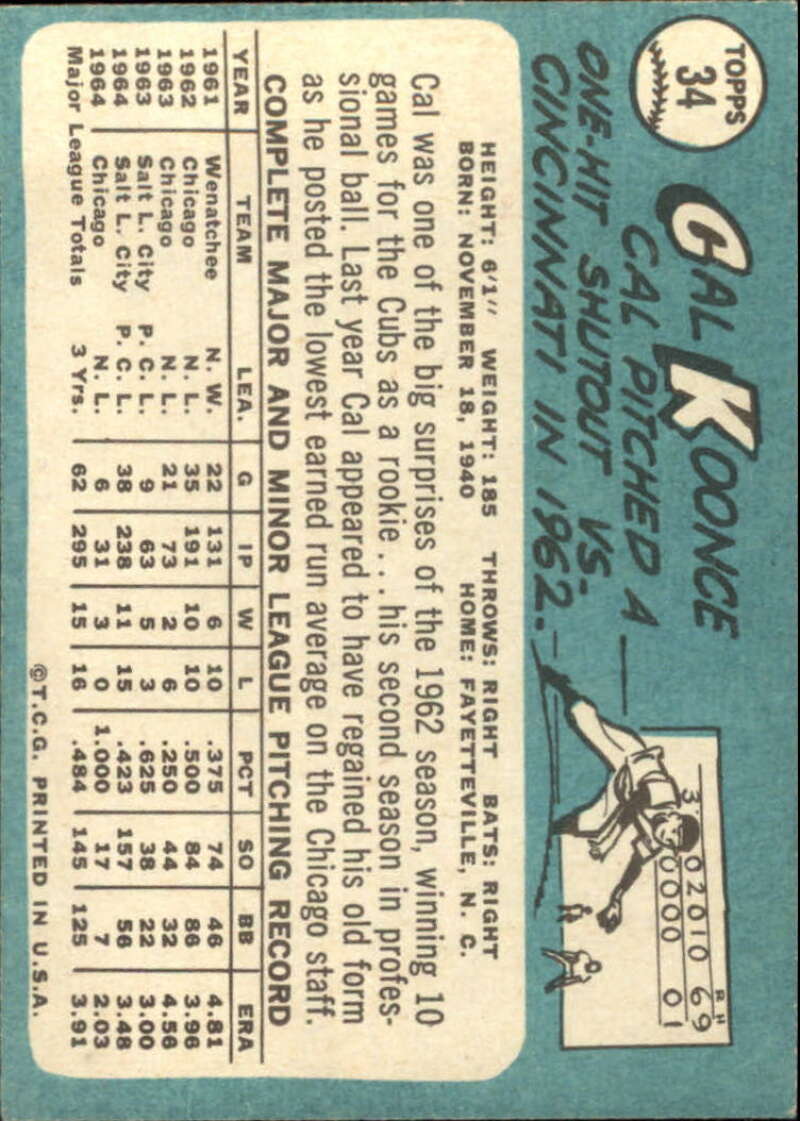 TOPPS
34
CAL KOONCE
CAL PITCHED A
ONE-HIT SHUTOUT VS.
CINCINNATI IN 1962.
R H
3 02010 69
0000 01
HEIGHT: 6'1" WEIGHT: 185 THROWS: RIGHT BATS: RIGHT
BORN: NOVEMBER 18, 1940 HOME: FAYETTEVILLE, N. C.
Cal was one of the big surprises of the 1962 season, winning 10
games for the Cubs as a rookie . . . his second season in profes-
sional ball. Last year Cal appeared to have regained his old form
as he posted the lowest earned run average on the Chicago staff.
COMPLETE MAJOR AND MINOR LEAGUE PITCHING RECORD
YEAR TEAM LEA. G IP W L PCT SO BB ERA
1961 Wenatchee N. W. 22 131 6 10 .375 74 46 4.81
1962 Chicago N. L. 35 191 10 10 .500 84 86 3.96
1963 Chicago N. L. 21 73 2 6 .250 44 32 4.56
1963 Salt L. City P. C. L. 9 63 5 3 .625 38 22 3.00
1964 Salt L. City P. C. L. 38 238 11 15 .423 157 56 3.48
1964 Chicago N. L. 6 31 3 0 1.000 17 7 2.03
Major League Totals 3 Yrs. 62 295 15 16 .484 145 125 3.91
©T.C.G. PRINTED IN U.S.A.